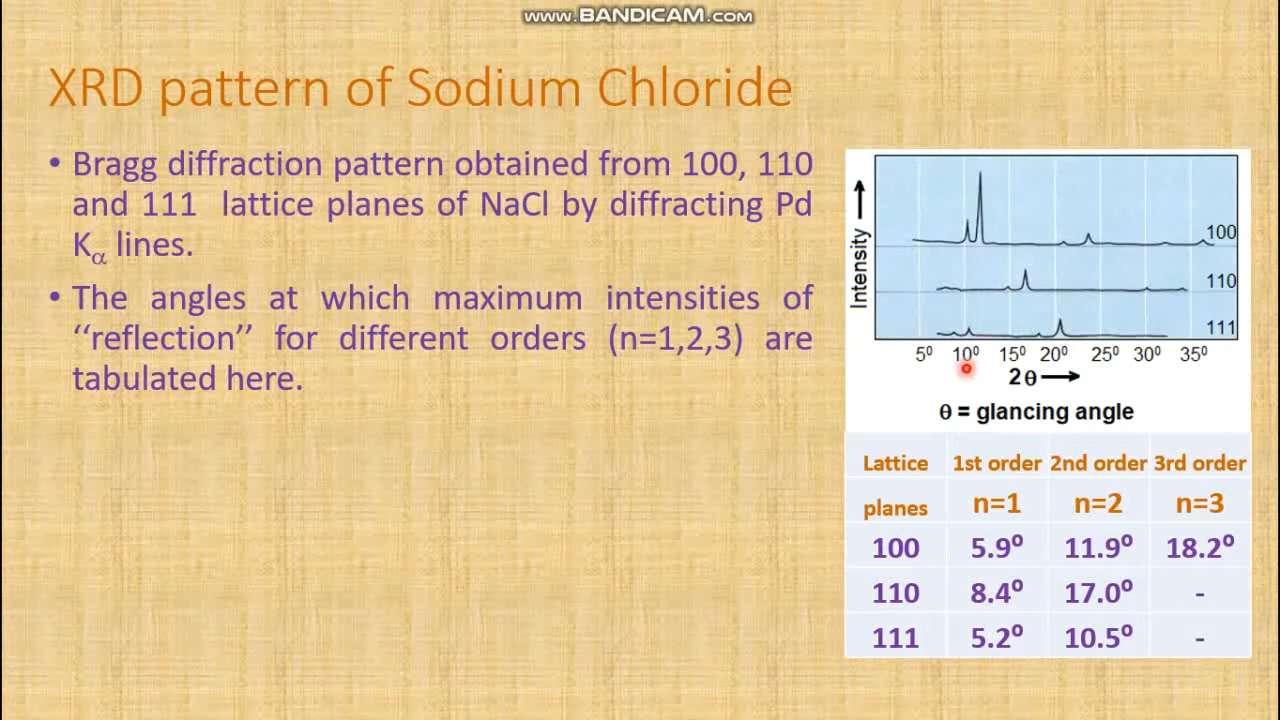 www.BANDICAM.com
XRD pattern of Sodium Chloride
• Bragg diffraction pattern obtained from 100, 110
and 111 lattice planes of NaCl by diffracting Pd
Kα lines.
• The angles at which maximum intensities of
‘‘reflection’’ for different orders (n=1,2,3) are
tabulated here.
Intensity
100
110
111
5⁰ 10⁰ 15⁰ 20⁰ 25⁰ 30⁰ 35⁰
2θ
θ = glancing angle
Lattice 1st order 2nd order 3rd order
planes n=1 n=2 n=3
100 5.9⁰ 11.9⁰ 18.2⁰
110 8.4⁰ 17.0⁰ -
111 5.2⁰ 10.5⁰ -